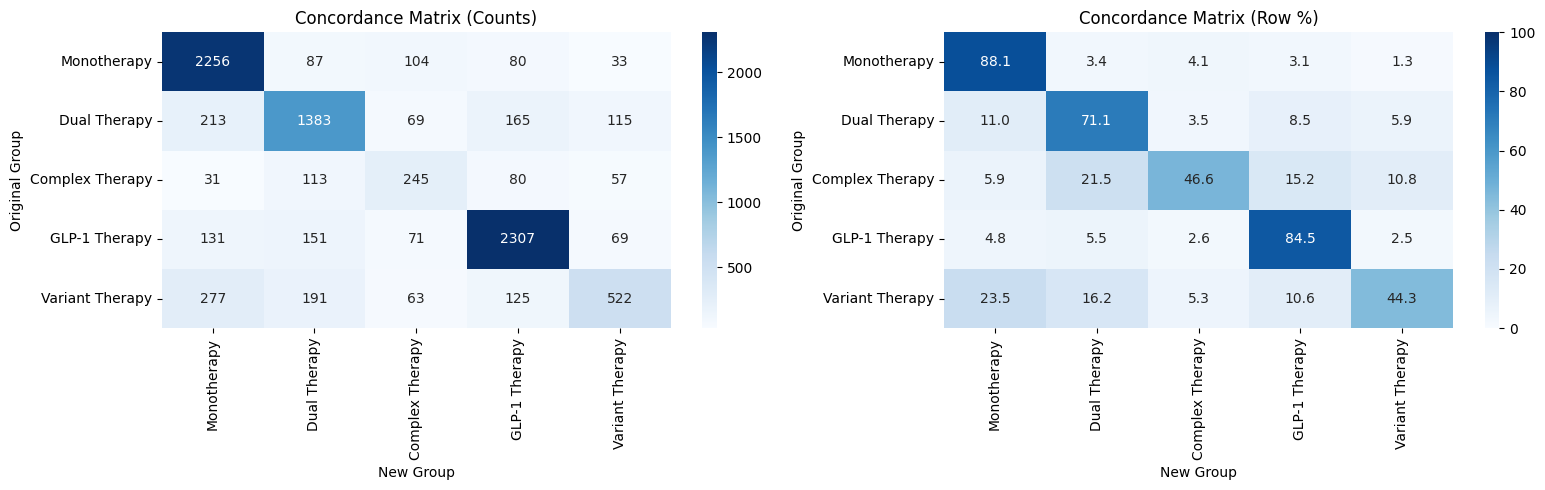 Concordance Matrix (Counts)
Original Group
Monotherapy 2256 87 104 80 33
Dual Therapy 213 1383 69 165 115
Complex Therapy 31 113 245 80 57
GLP-1 Therapy 131 151 71 2307 69
Variant Therapy 277 191 63 125 522
Monotherapy
Dual Therapy
Complex Therapy
GLP-1 Therapy
Variant Therapy
New Group
2000
1500
1000
500
Concordance Matrix (Row %)
Original Group
Monotherapy 88.1 3.4 4.1 3.1 1.3
Dual Therapy 11.0 71.1 3.5 8.5 5.9
Complex Therapy 5.9 21.5 46.6 15.2 10.8
GLP-1 Therapy 4.8 5.5 2.6 84.5 2.5
Variant Therapy 23.5 16.2 5.3 10.6 44.3
Monotherapy
Dual Therapy
Complex Therapy
GLP-1 Therapy
Variant Therapy
New Group
100
80
60
40
20
0